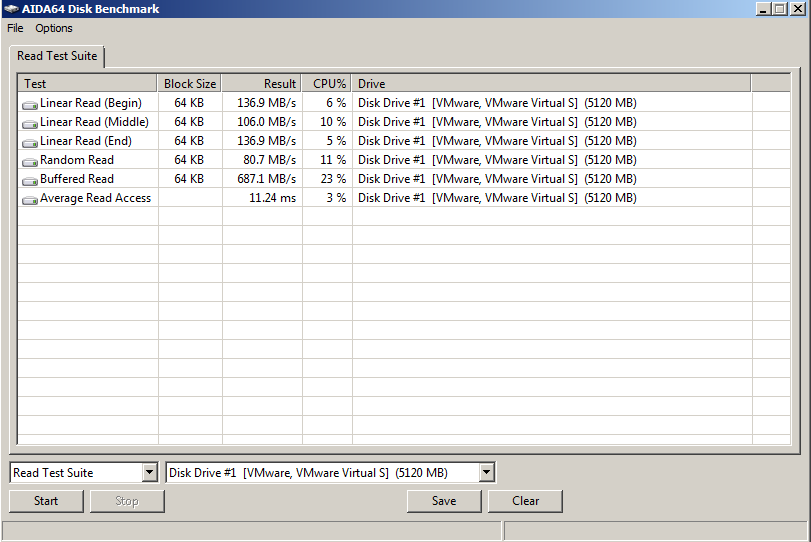 AIDA64 Disk Benchmark
File Options
Read Test Suite
Test Block Size Result CPU% Drive
Linear Read (Begin) 64 KB 136.9 MB/s 6 % Disk Drive #1 [VMware, VMware Virtual S] (5120 MB)
Linear Read (Middle) 64 KB 106.0 MB/s 10 % Disk Drive #1 [VMware, VMware Virtual S] (5120 MB)
Linear Read (End) 64 KB 136.9 MB/s 5 % Disk Drive #1 [VMware, VMware Virtual S] (5120 MB)
Random Read 64 KB 80.7 MB/s 11 % Disk Drive #1 [VMware, VMware Virtual S] (5120 MB)
Buffered Read 64 KB 687.1 MB/s 23 % Disk Drive #1 [VMware, VMware Virtual S] (5120 MB)
Average Read Access 11.24 ms 3 % Disk Drive #1 [VMware, VMware Virtual S] (5120 MB)
Read Test Suite Disk Drive #1 [VMware, VMware Virtual S] (5120 MB)
Start Stop Save Clear